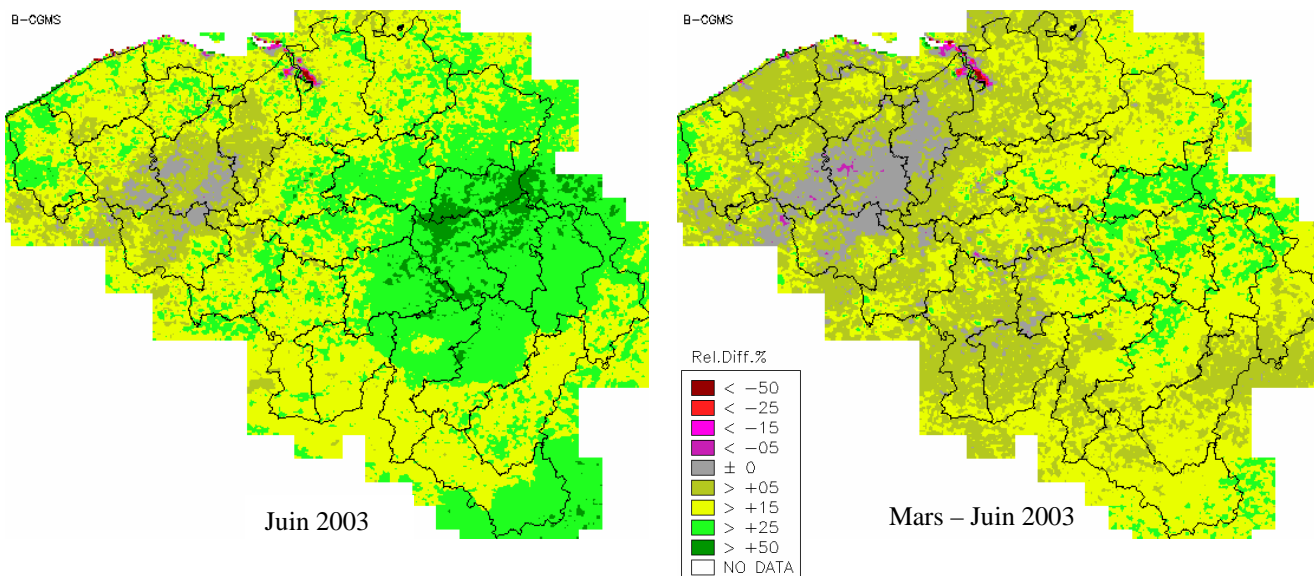 B-CGMS
B-CGMS
Rel.Diff.%
< -50
< -25
< -15
< -05
± 0
> +05
> +15
> +25
> +50
NO DATA
Juin 2003
Mars – Juin 2003